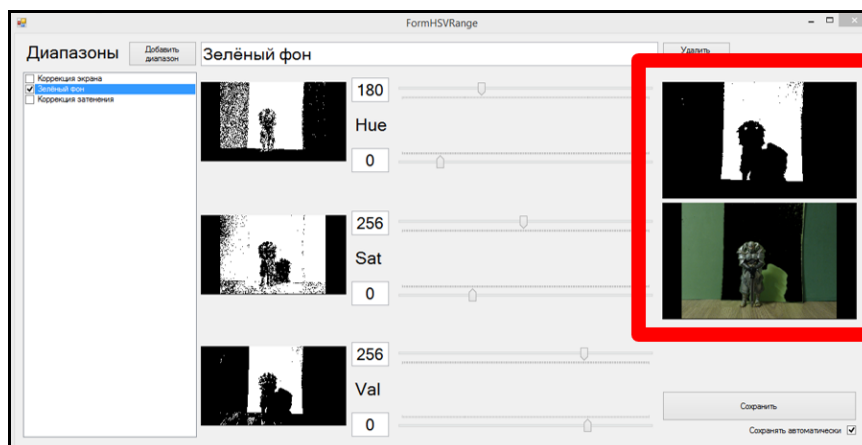 FormHSVRange
Диапазоны
Добавить
диапазон
Зелёный фон
Удалить
Коррекция экрана
Зелёный фон
Коррекция затенения
180
Hue
0
256
Sat
0
256
Val
0
Сохранить
Сохранять автоматически